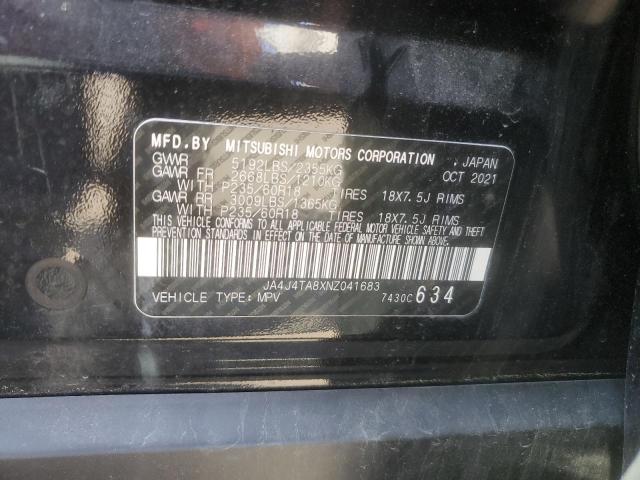 MFD.BY MITSUBISHI MOTORS CORPORATION , JAPAN
GVWR 5192LBS/2355KG OCT 2021
GAWR FR 2668LBS/1210KG
WITH P235/60R18 TIRES 18X7.5J RIMS
GAWR RR 3009LBS/1365KG
WITH P235/60R18 TIRES 18X7.5J RIMS
THIS VEHICLE CONFORMS TO ALL APPLICABLE FEDERAL MOTOR VEHICLE SAFETY AND THEFT
PREVENTION STANDARDS IN EFFECT ON THE DATE OF MANUFACTURE SHOWN ABOVE.
JA4J4TA8XNZ041683
VEHICLE TYPE: MPV 7430C 634